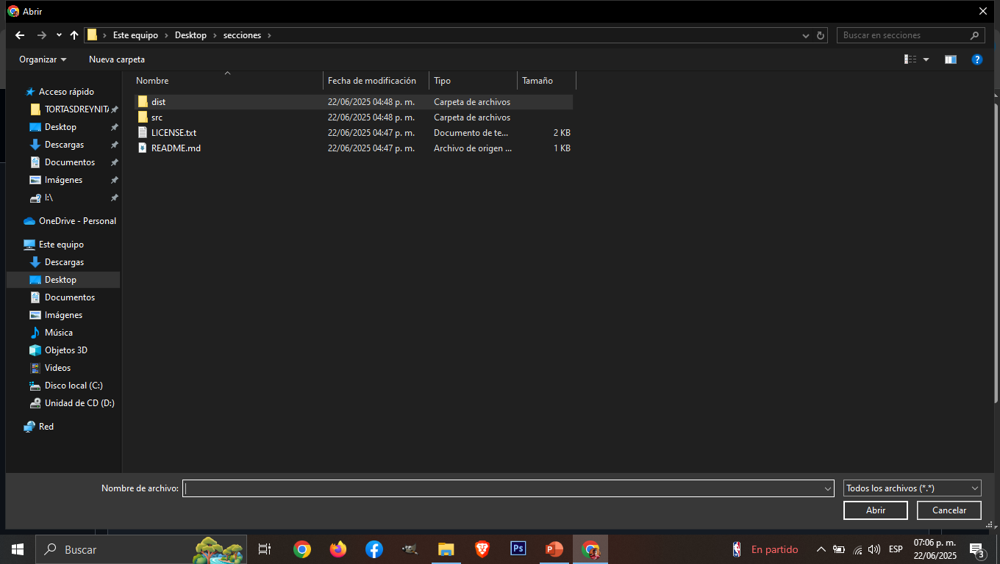 Abrir
Este equipo > Desktop > secciones >
Buscar en secciones
Organizar
Nueva carpeta
Nombre
Fecha de modificación
Tipo
Tamaño
dist 22/06/2025 04:48 p. m. Carpeta de archivos
src 22/06/2025 04:48 p. m. Carpeta de archivos
LICENSE.txt 22/06/2025 04:47 p. m. Documento de te... 2 KB
README.md 22/06/2025 04:47 p. m. Archivo de origen ... 1 KB
Acceso rápido
TORTASDREYNITA
Desktop
Descargas
Documentos
Imágenes
I:\
OneDrive - Personal
Este equipo
Descargas
Desktop
Documentos
Imágenes
Música
Objetos 3D
Videos
Disco local (C:)
Unidad de CD (D:)
Red
Nombre de archivo:
Todos los archivos (*.*)
Abrir
Cancelar
Buscar
Ps
En partido
ESP
07:06 p. m.
22/06/2025
3